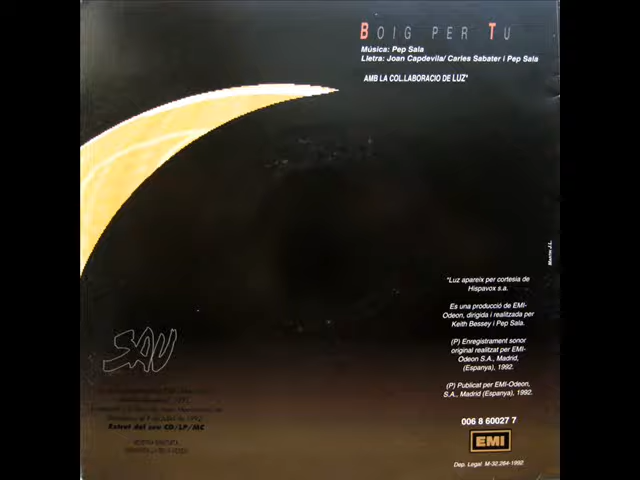 BOIG PER TU
Música: Pep Sala
Lletra: Joan Capdevila/ Carles Sabater i Pep Sala
AMB LA COL.LABORACIO DE LUZ*
Munne J.L.
*Luz apareix per cortesia de
Hispavox s.a.
Es una producció de EMI-
Odeon, dirigida i realitzada per
Keith Bessey i Pep Sala.
(P) Enregistrament sonor
original realitzat per EMI-
Odeon S.A., Madrid,
(Espanya), 1992.
(P) Publicat per EMI-Odeon,
S.A., Madrid (Espanya), 1992.
SAU
Extret del seu CD/LP/MC
006 8 60027 7
EMI
Dep. Legal M-32.264-1992